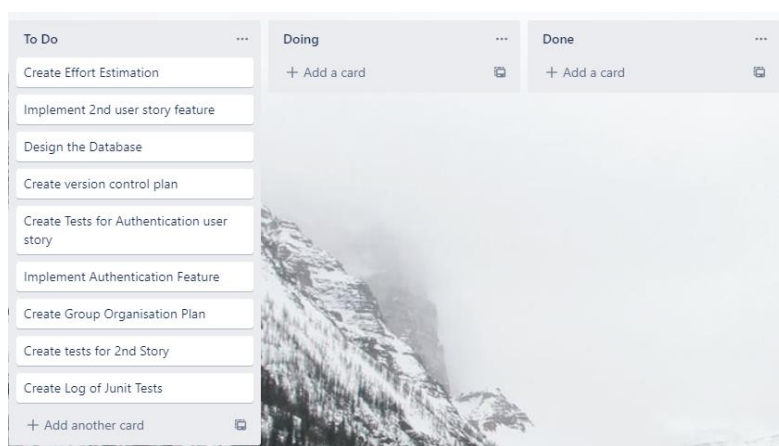 To Do
Create Effort Estimation
Implement 2nd user story feature
Design the Database
Create version control plan
Create Tests for Authentication user
story
Implement Authentication Feature
Create Group Organisation Plan
Create tests for 2nd Story
Create Log of Junit Tests
+ Add another card
Doing
+ Add a card
Done
+ Add a card